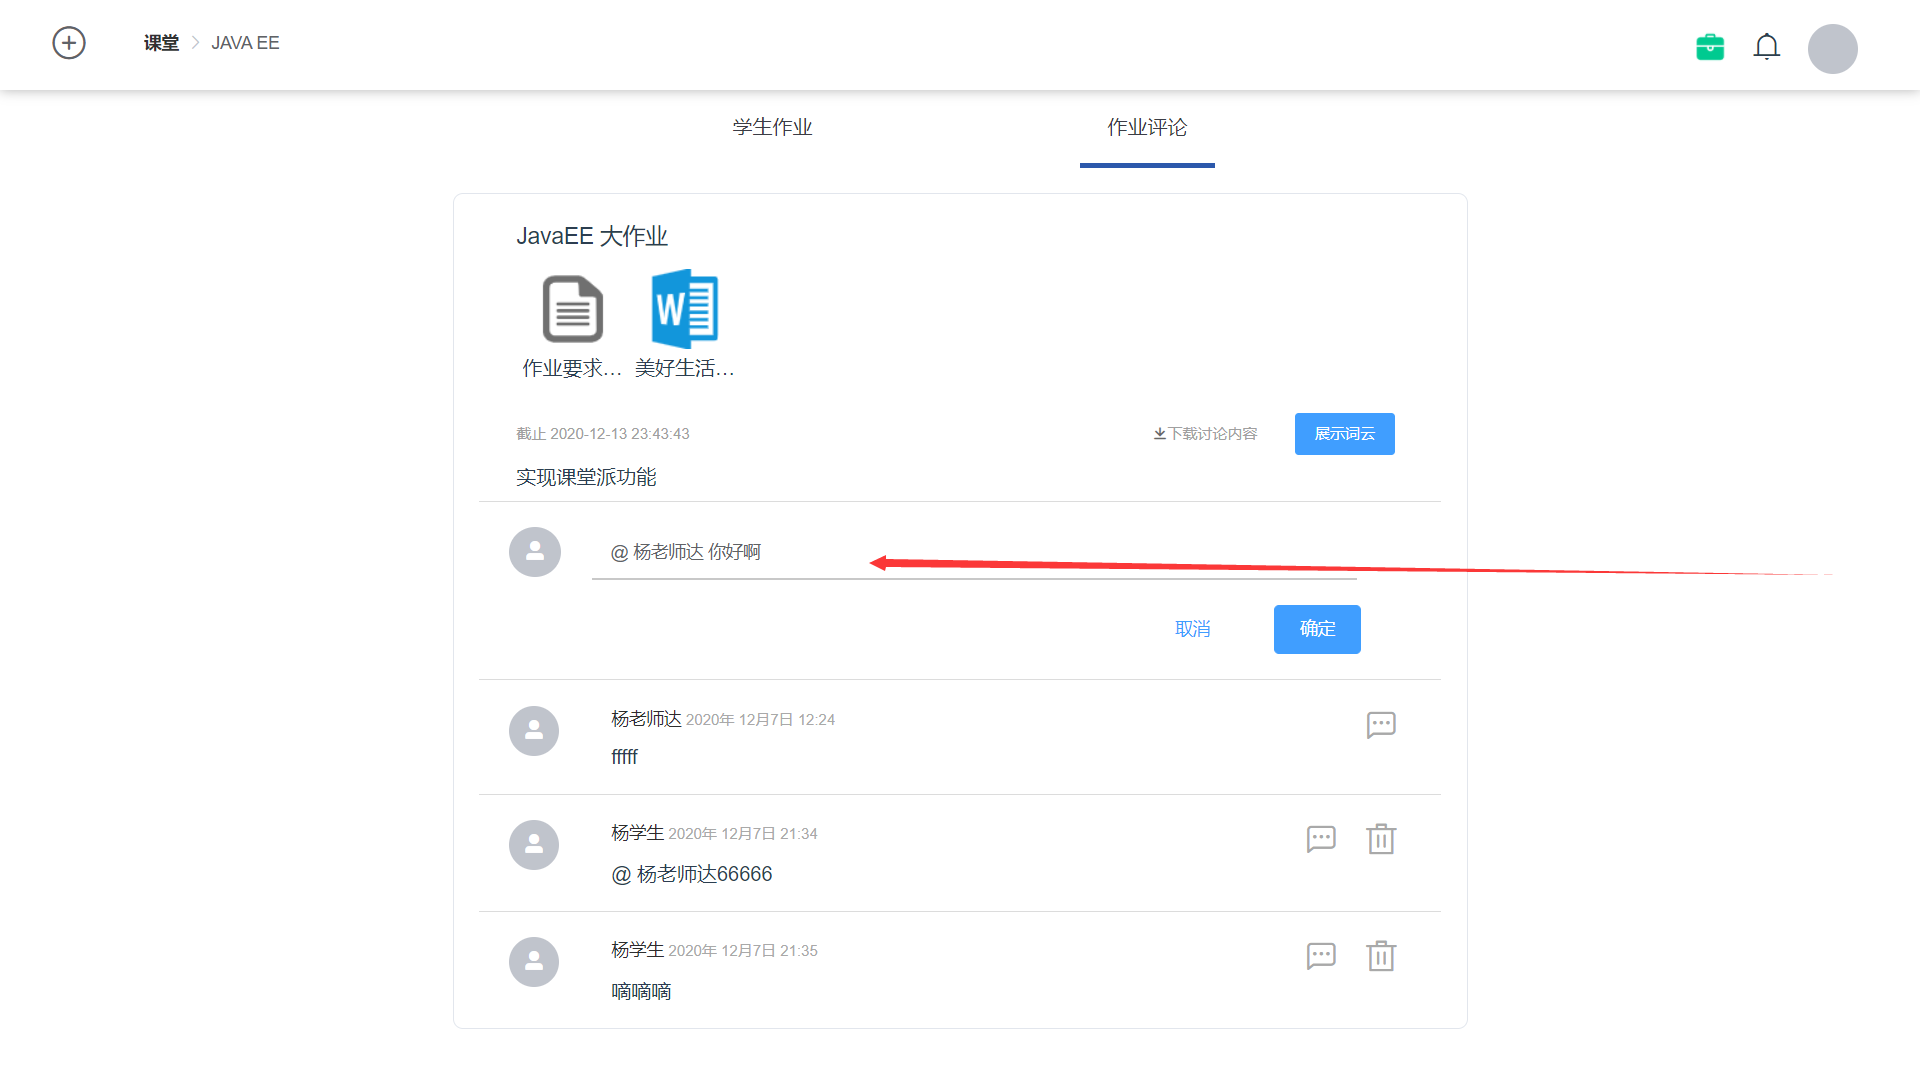 课堂 > JAVA EE
学生作业
作业评论
JavaEE 大作业
作业要求... 美好生活...
截止 2020-12-13 23:43:43
下载讨论内容
展示词云
实现课堂派功能
@ 杨老师达 你好啊
取消
确定
杨老师达 2020年 12月7日 12:24
fffff
杨学生 2020年 12月7日 21:34
@ 杨老师达66666
杨学生 2020年 12月7日 21:35
嘀嘀嘀